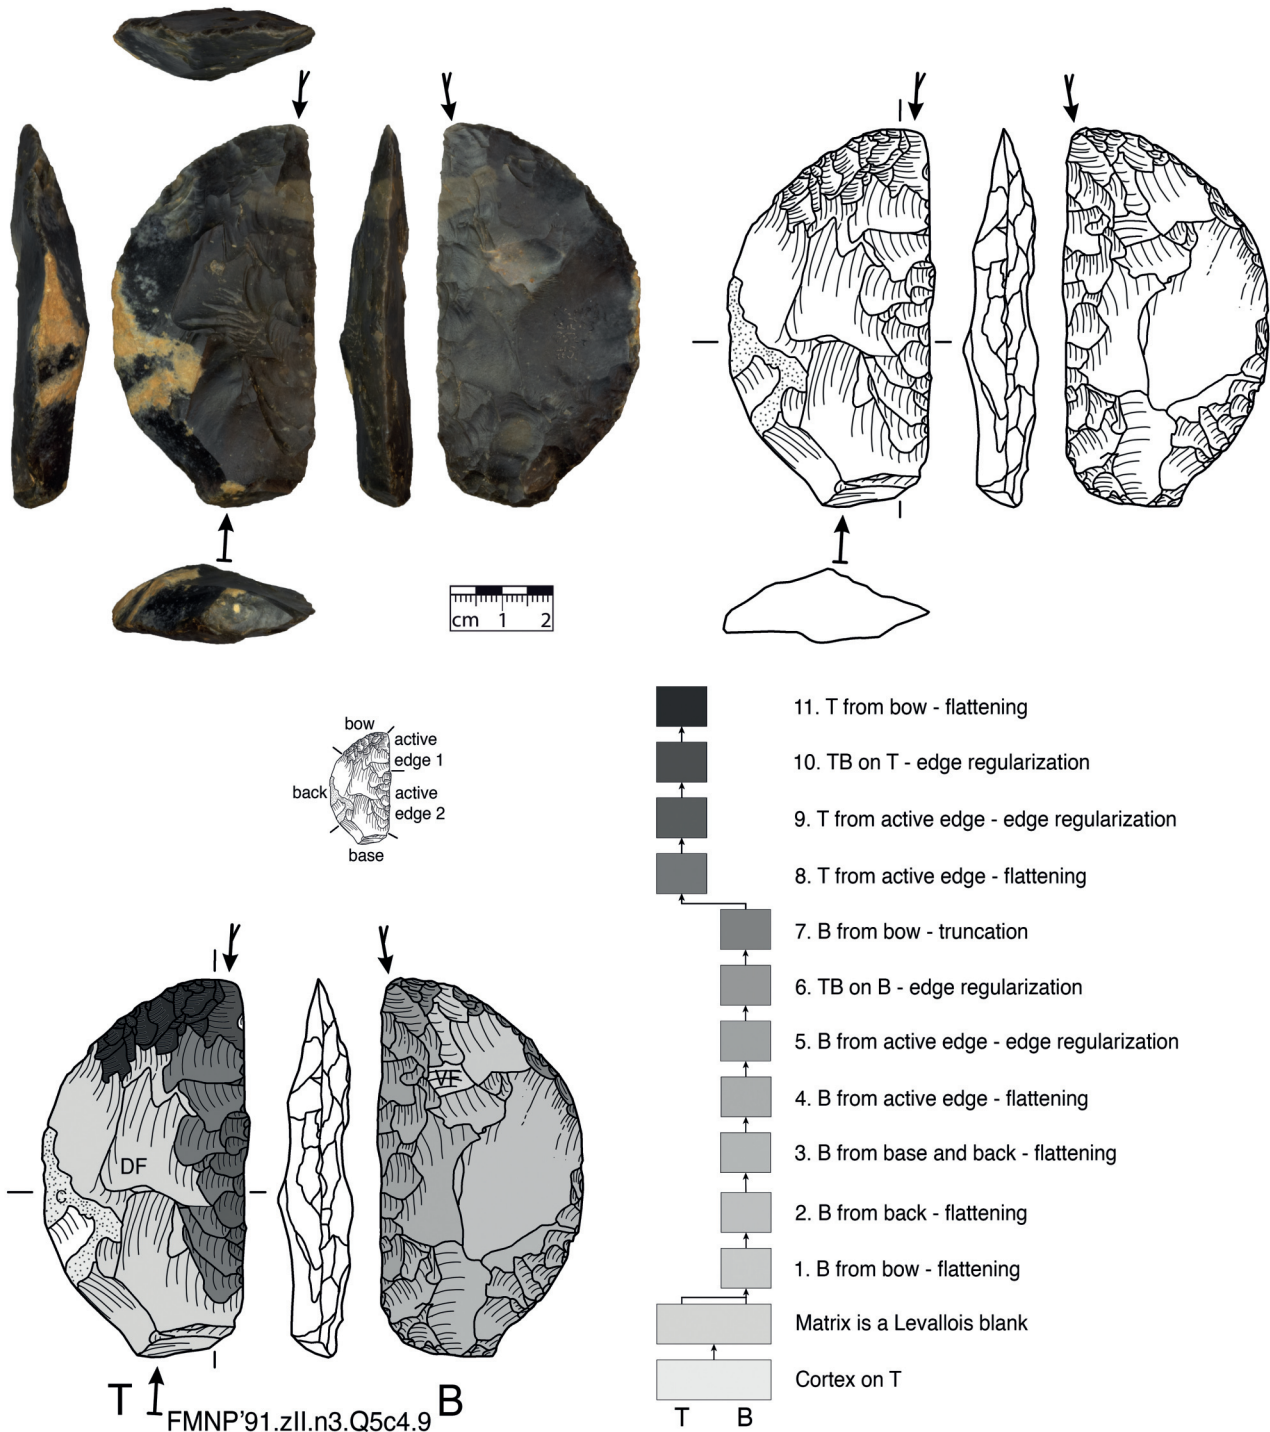 cm 1 2
bow
active
edge 1
back
active
edge 2
base
DF
C
VF
T
B
FMNP'91.zII.n3.Q5c4.9
11. T from bow - flattening
10. TB on T - edge regularization
9. T from active edge - edge regularization
8. T from active edge - flattening
7. B from bow - truncation
6. TB on B - edge regularization
5. B from active edge - edge regularization
4. B from active edge - flattening
3. B from base and back - flattening
2. B from back - flattening
1. B from bow - flattening
Matrix is a Levallois blank
Cortex on T
T B